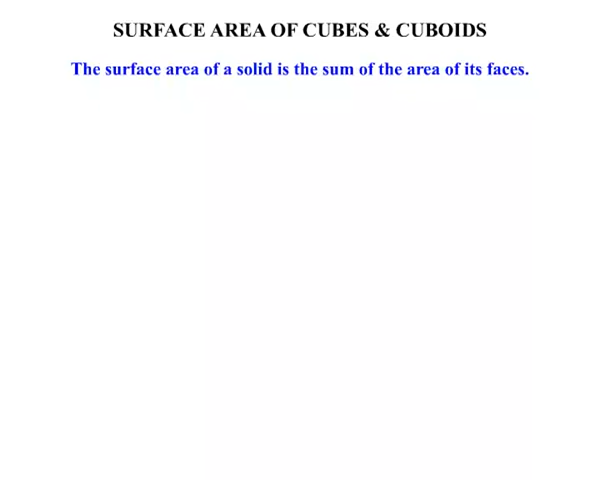 SURFACE AREA OF CUBES & CUBOIDS
The surface area of a solid is the sum of the area of its faces.